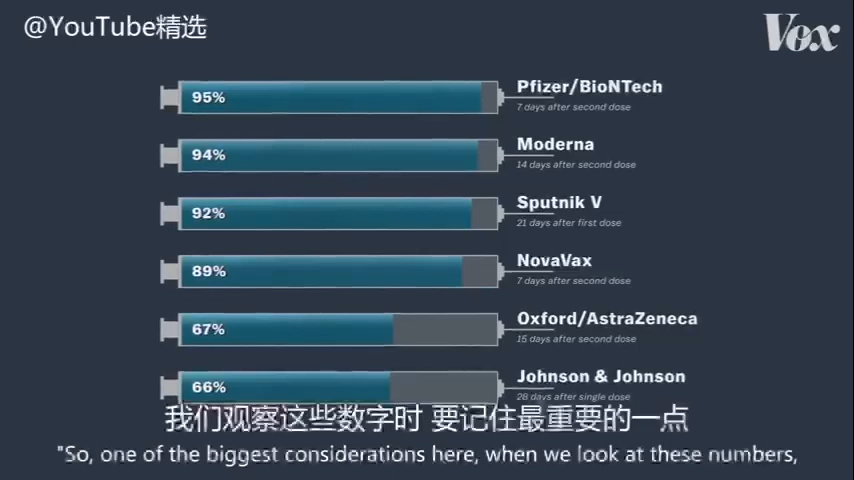 @YouTube精选
Vox
95%
Pfizer/BioNTech
7 days after second dose
94%
Moderna
14 days after second dose
92%
Sputnik V
21 days after first dose
89%
NovaVax
7 days after second dose
67%
Oxford/AstraZeneca
15 days after second dose
66%
Johnson & Johnson
28 days after single dose
我们观察这些数字时 要记住最重要的一点
"So, one of the biggest considerations here, when we look at these numbers,